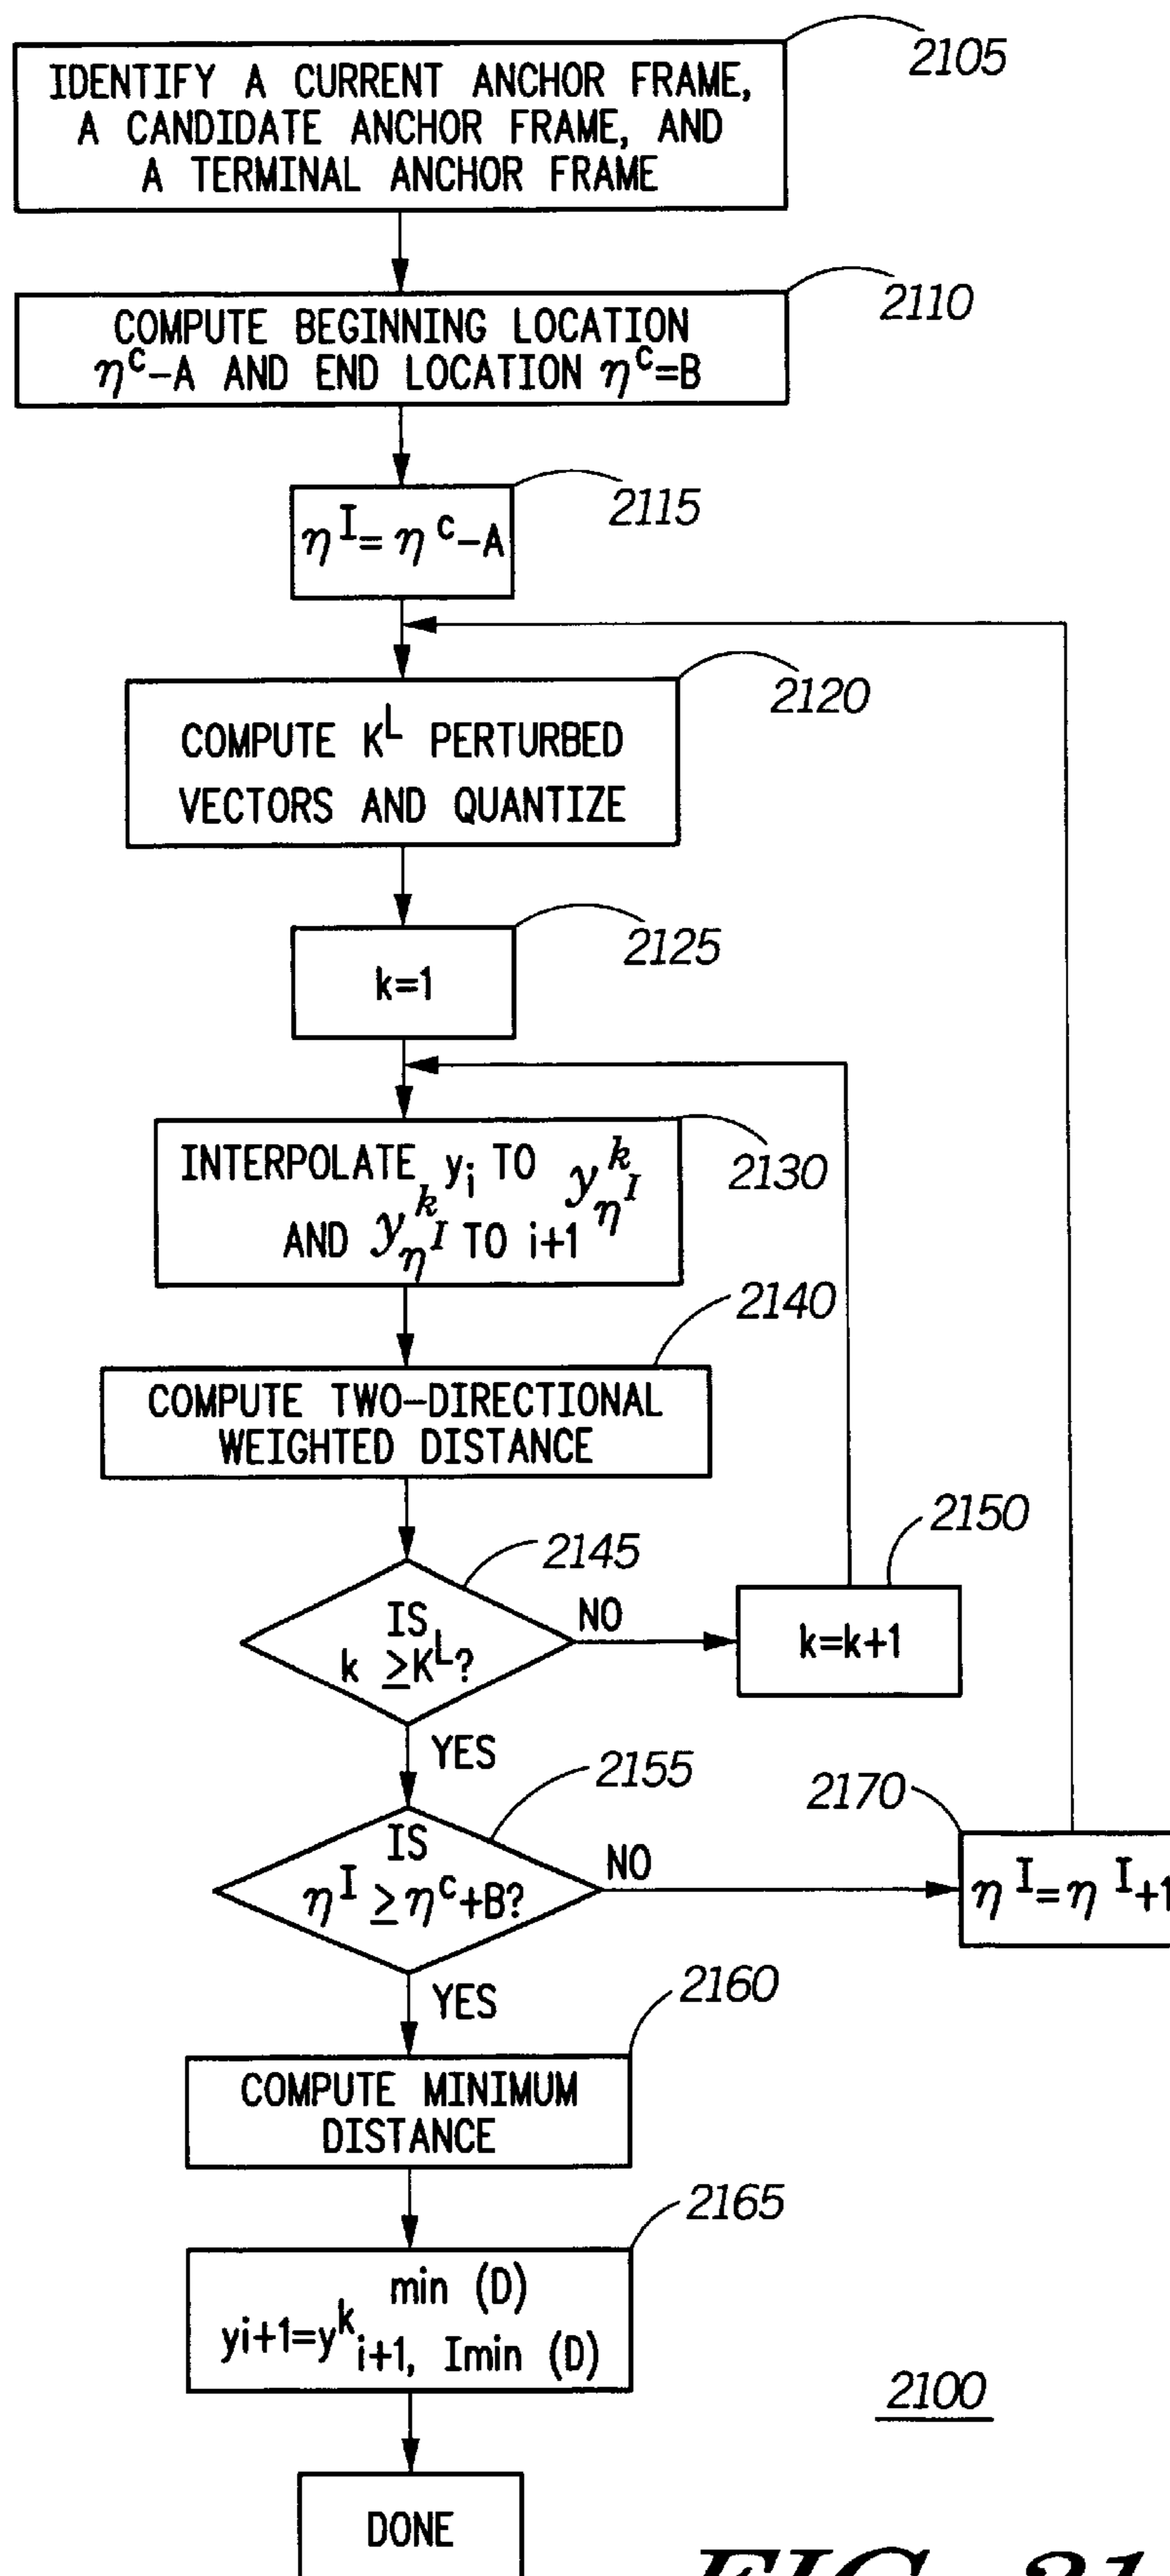 2105
IDENTIFY A CURRENT ANCHOR FRAME,
A CANDIDATE ANCHOR FRAME, AND
A TERMINAL ANCHOR FRAME
2110
COMPUTE BEGINNING LOCATION
η^c-A AND END LOCATION η^c=B
2115
η^I= η^c-A
2120
COMPUTE K^L PERTURBED
VECTORS AND QUANTIZE
2125
k=1
2130
INTERPOLATE y_i TO y^k_η^I
AND y^k_η^I TO i+1
2140
COMPUTE TWO-DIRECTIONAL
WEIGHTED DISTANCE
2145
IS
k ≥K^L?
NO
2150
k=k+1
YES
2155
IS
η^I ≥η^c+B?
NO
2170
η^I=η^I+1
YES
2160
COMPUTE MINIMUM
DISTANCE
2165
min (D)
yi+1=y^k_i+1, Imin (D)
2100
DONE
FIG. 21